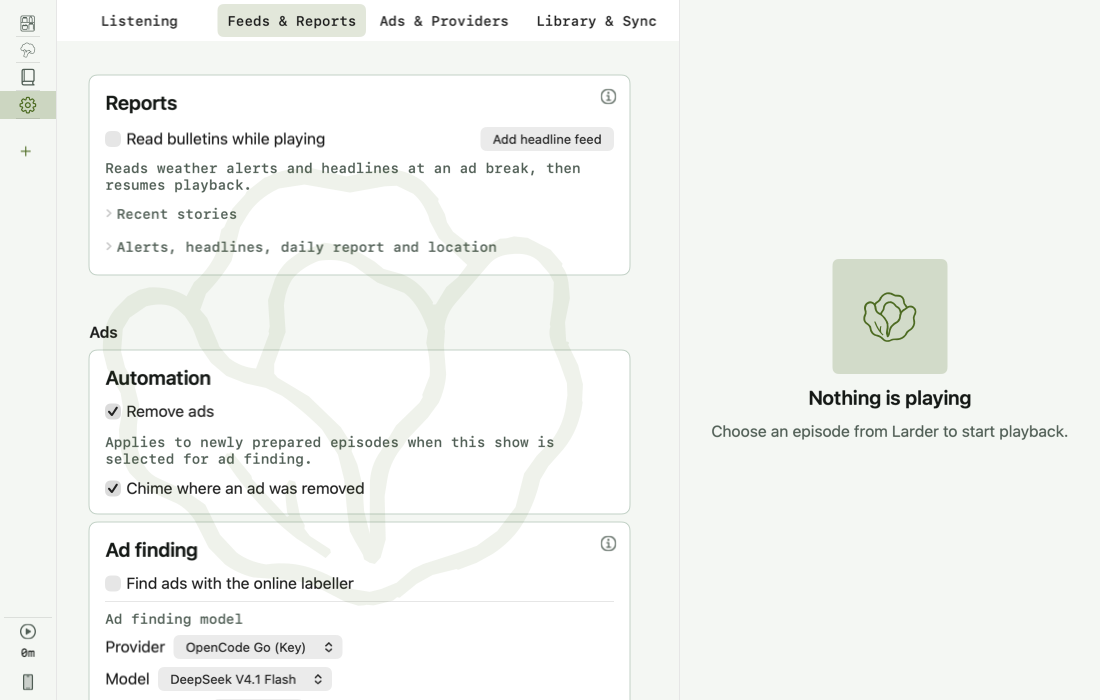 Listening
Feeds & Reports
Ads & Providers
Library & Sync
Reports
Read bulletins while playing
Add headline feed
Reads weather alerts and headlines at an ad break, then
resumes playback.
Recent stories
Alerts, headlines, daily report and location
Ads
Automation
Remove ads
Applies to newly prepared episodes when this show is
selected for ad finding.
Chime where an ad was removed
Ad finding
Find ads with the online labeller
Ad finding model
Provider
OpenCode Go (Key)
Model
DeepSeek V4.1 Flash
0m
Nothing is playing
Choose an episode from Larder to start playback.